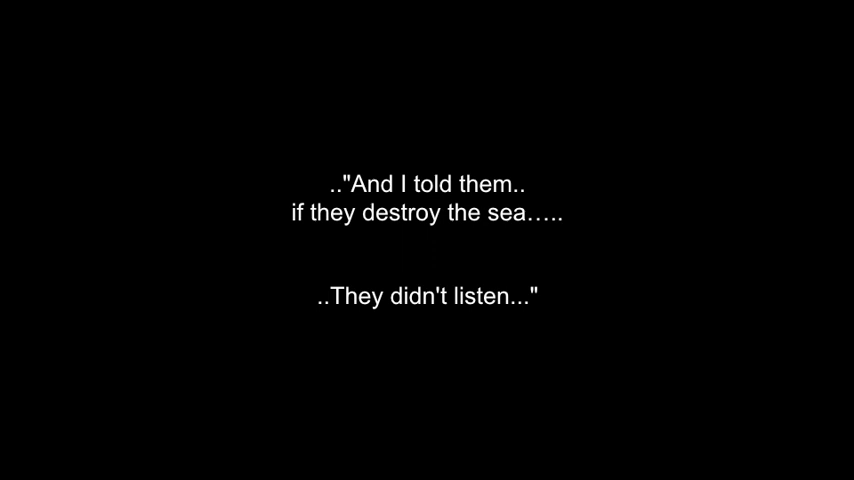 .."And I told them..
if they destroy the sea…..
..They didn't listen..."